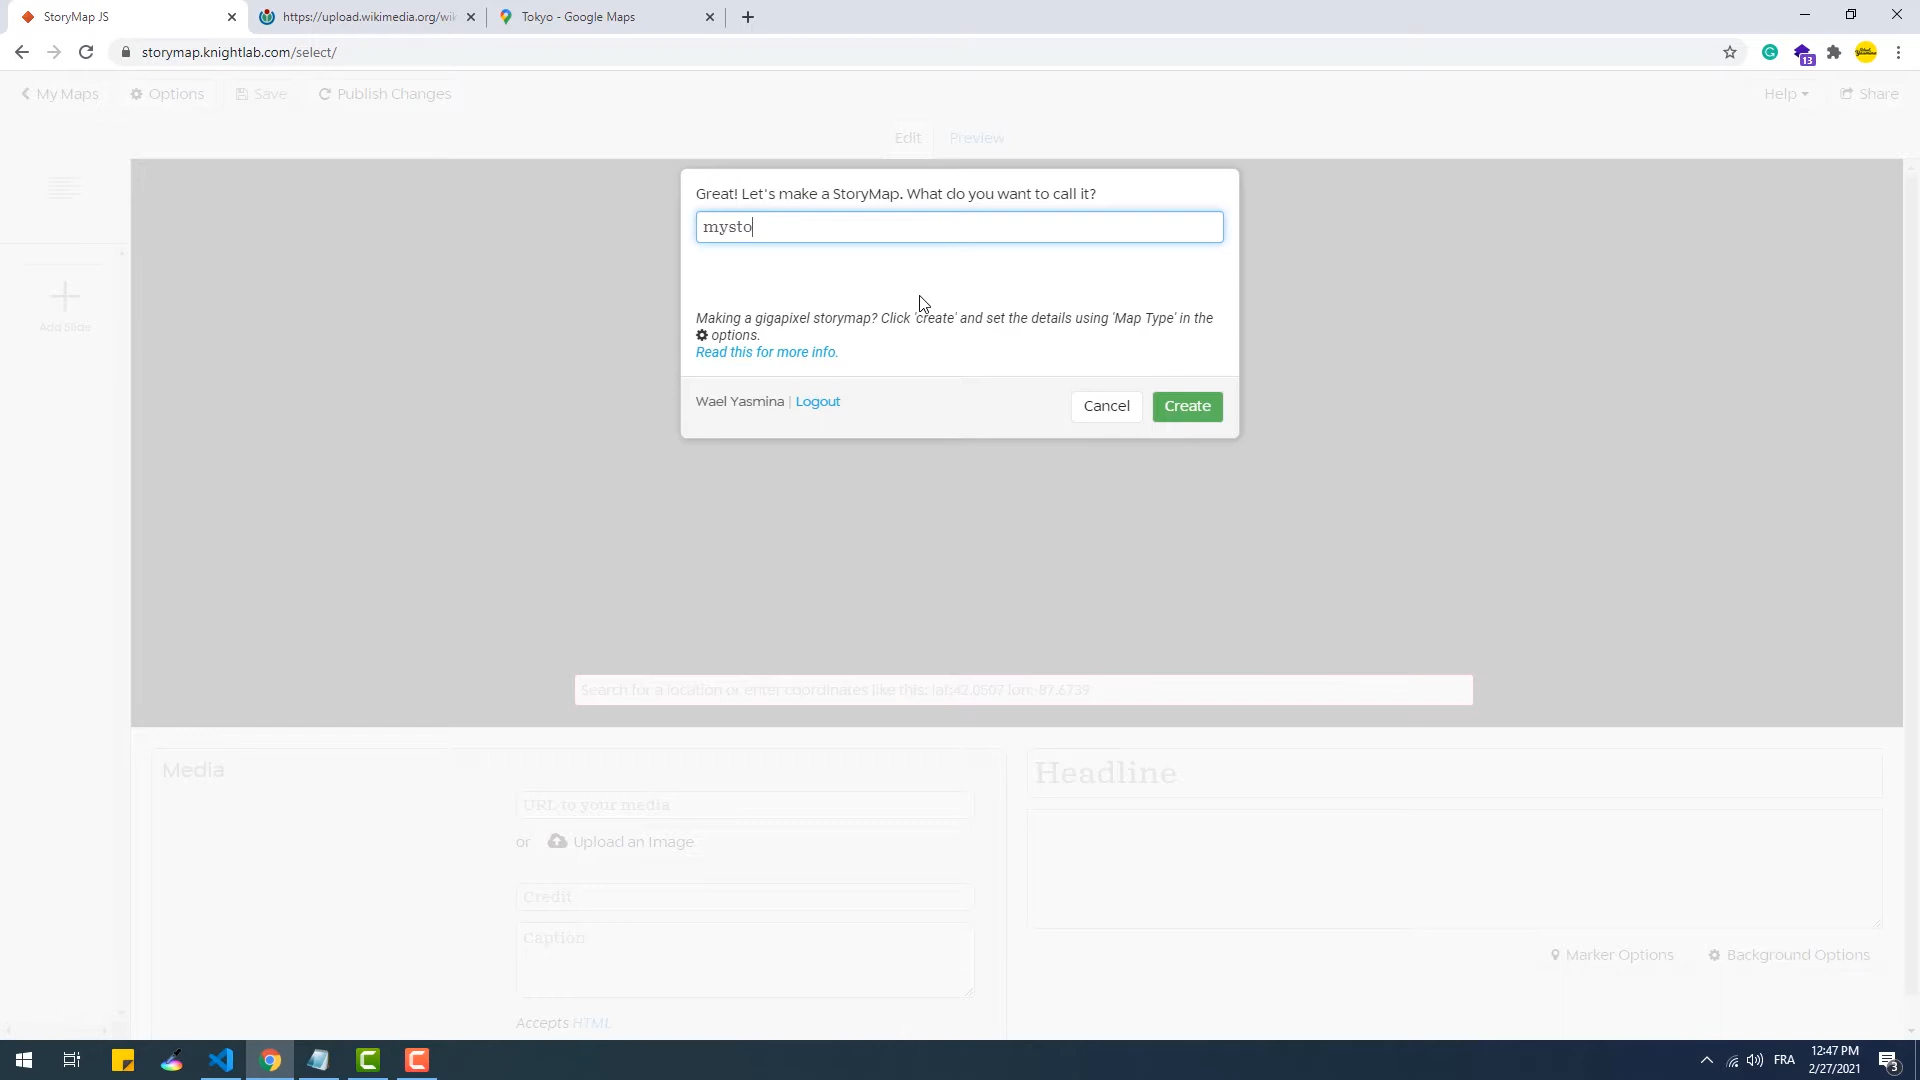 StoryMap JS
https://upload.wikimedia.org/wik
Tokyo - Google Maps
storymap.knightlab.com/select/
13
My Maps
Options
Save
Publish Changes
Help
Share
Edit
Preview
Great! Let's make a StoryMap. What do you want to call it?
mysto
Making a gigapixel storymap? Click 'create' and set the details using 'Map Type' in the
options.
Read this for more info.
Wael Yasmina | Logout
Cancel
Create
Add Slide
Search for a location or enter coordinates like this: lat:42.0507 lon:-87.6739
Media
URL to your media
or
Upload an Image
Credit
Caption
Accepts HTML
Headline
Marker Options
Background Options
FRA
12:47 PM
2/27/2021
3